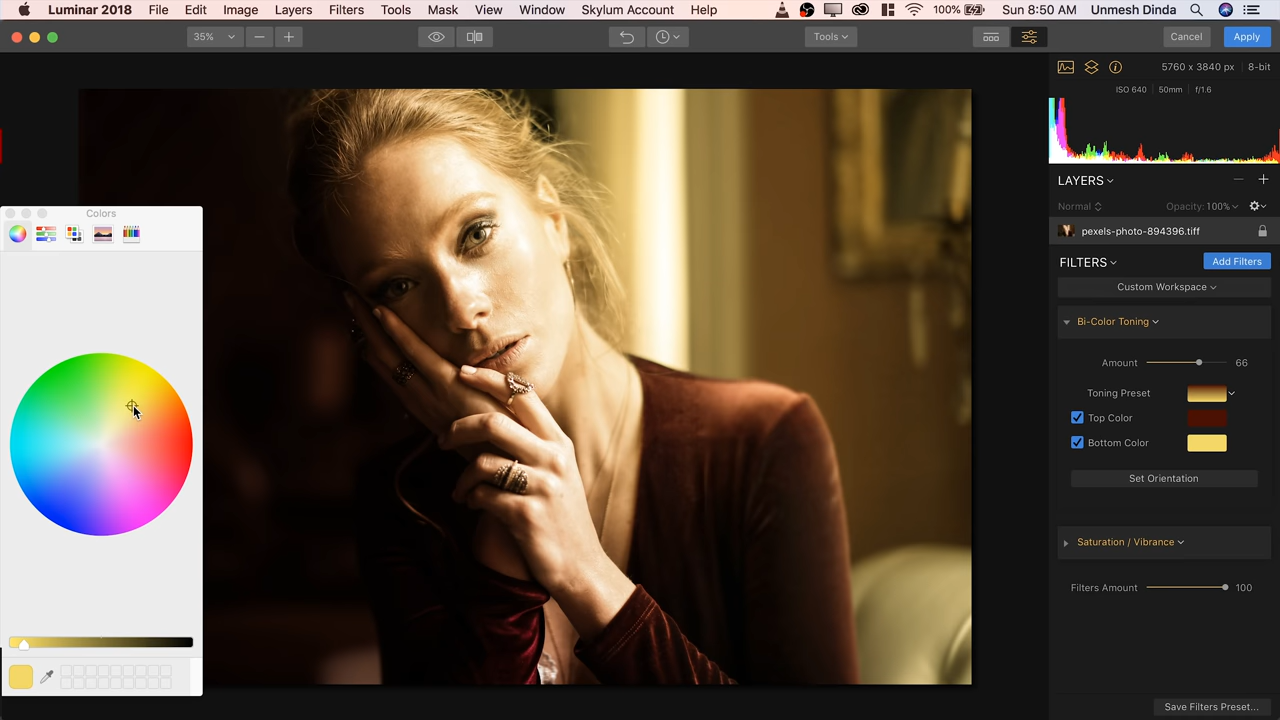 Luminar 2018 File Edit Image Layers Filters Tools Mask View Window Skylum Account Help 100% Sun 8:50 AM Unmesh Dinda
35% Tools Cancel Apply
5760 x 3840 px 8-bit
ISO 640 50mm f/1.6
LAYERS
Normal Opacity: 100%
pexels-photo-894396.tiff
FILTERS Add Filters
Custom Workspace
Bi-Color Toning
Amount 66
Toning Preset
Top Color
Bottom Color
Set Orientation
Saturation / Vibrance
Filters Amount 100
Save Filters Preset...
Colors